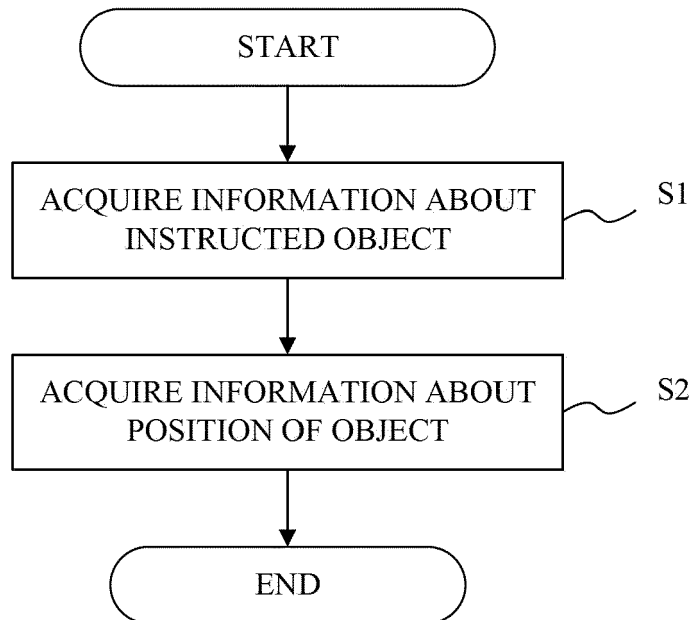 START
ACQUIRE INFORMATION ABOUT
INSTRUCTED OBJECT
S1
ACQUIRE INFORMATION ABOUT
POSITION OF OBJECT
S2
END